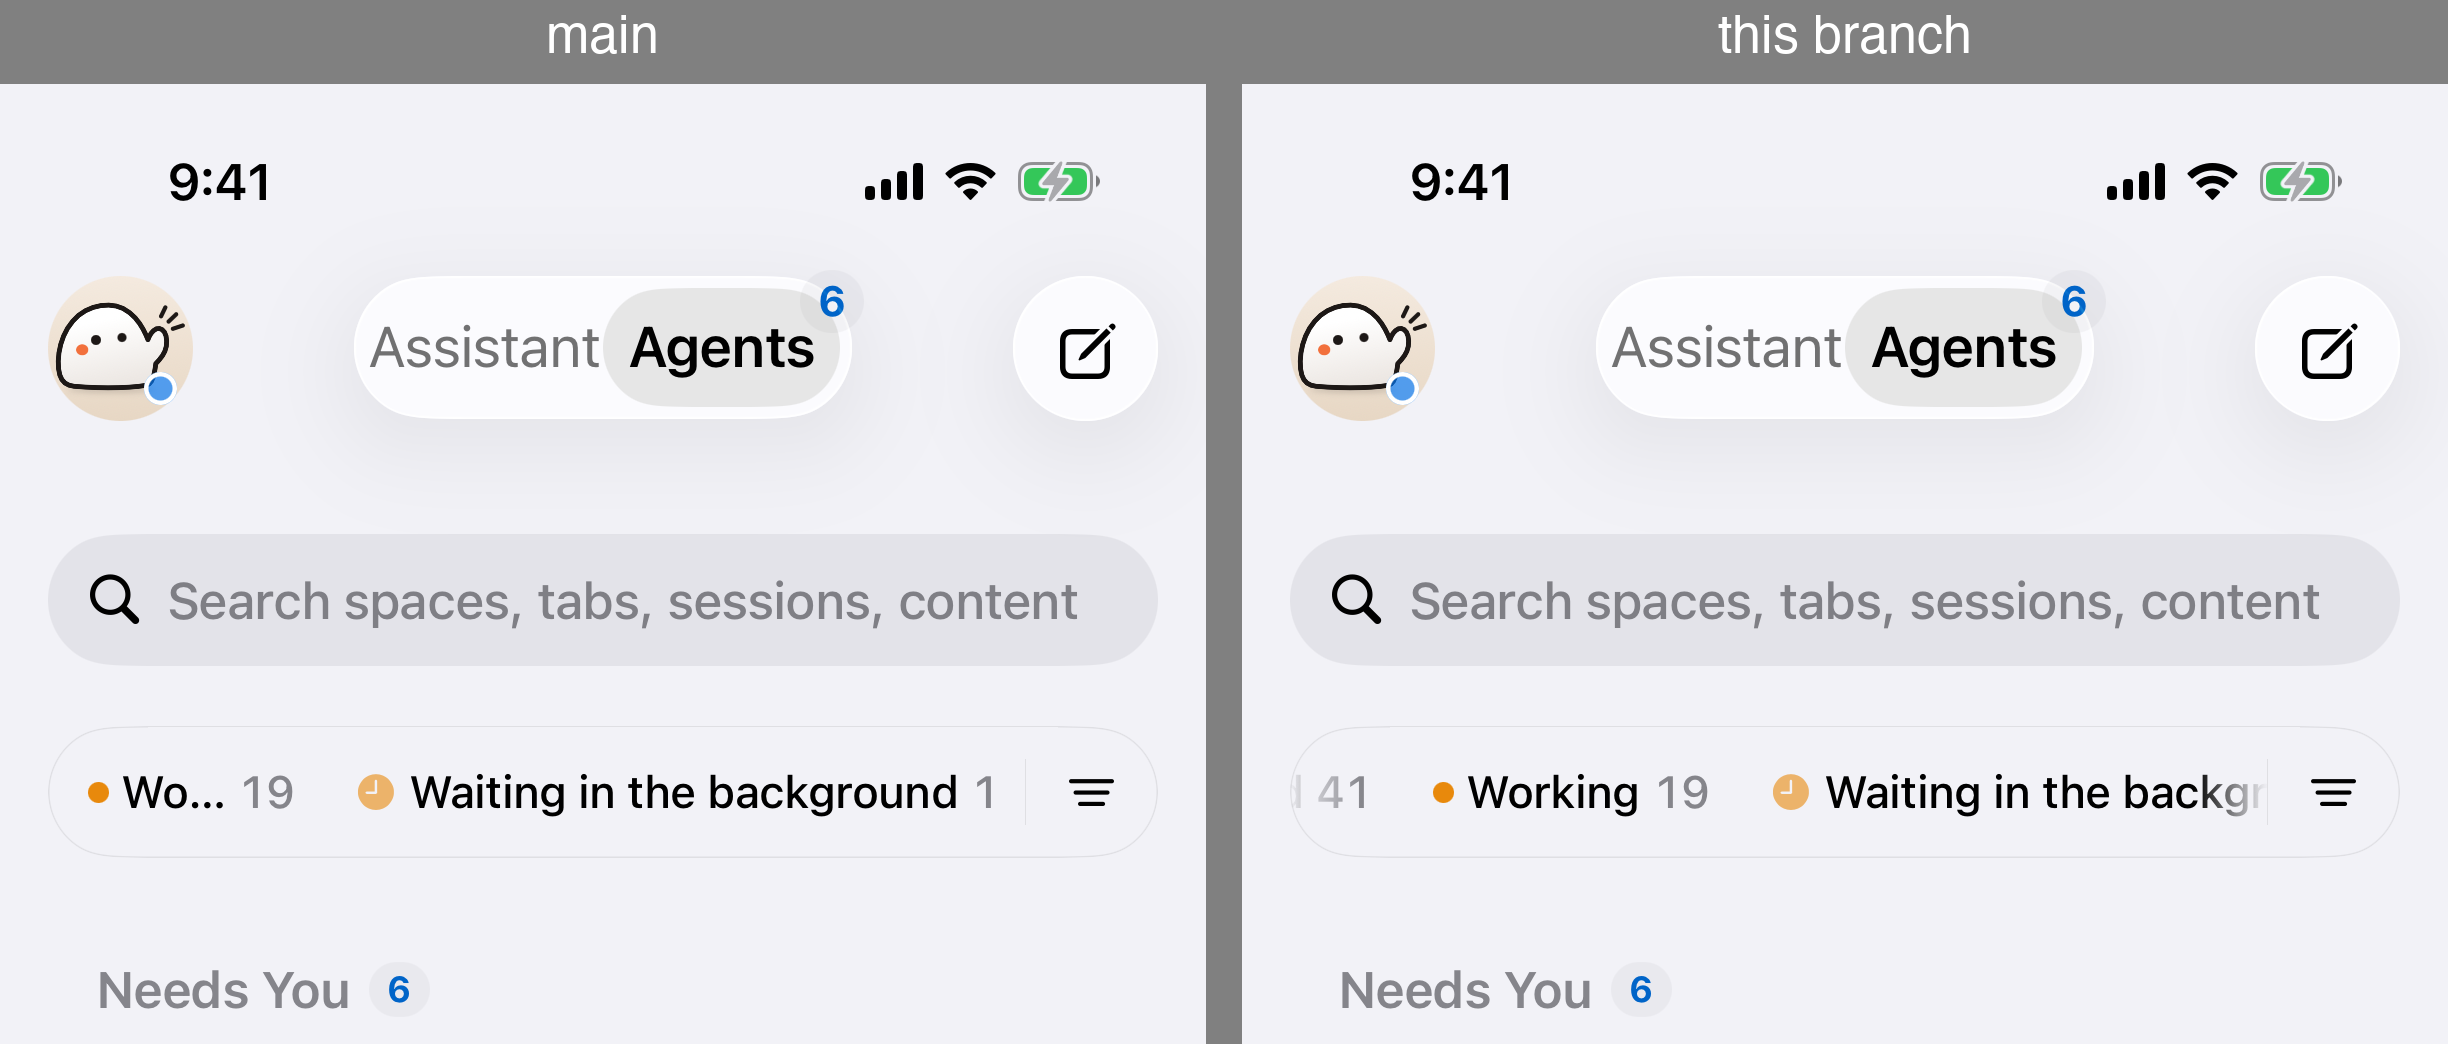 main
this branch
9:41
6
Assistant Agents
Search spaces, tabs, sessions, content
Wo... 19 Waiting in the background 1
Needs You 6
9:41
6
Assistant Agents
Search spaces, tabs, sessions, content
41 Working 19 Waiting in the backgr
Needs You 6